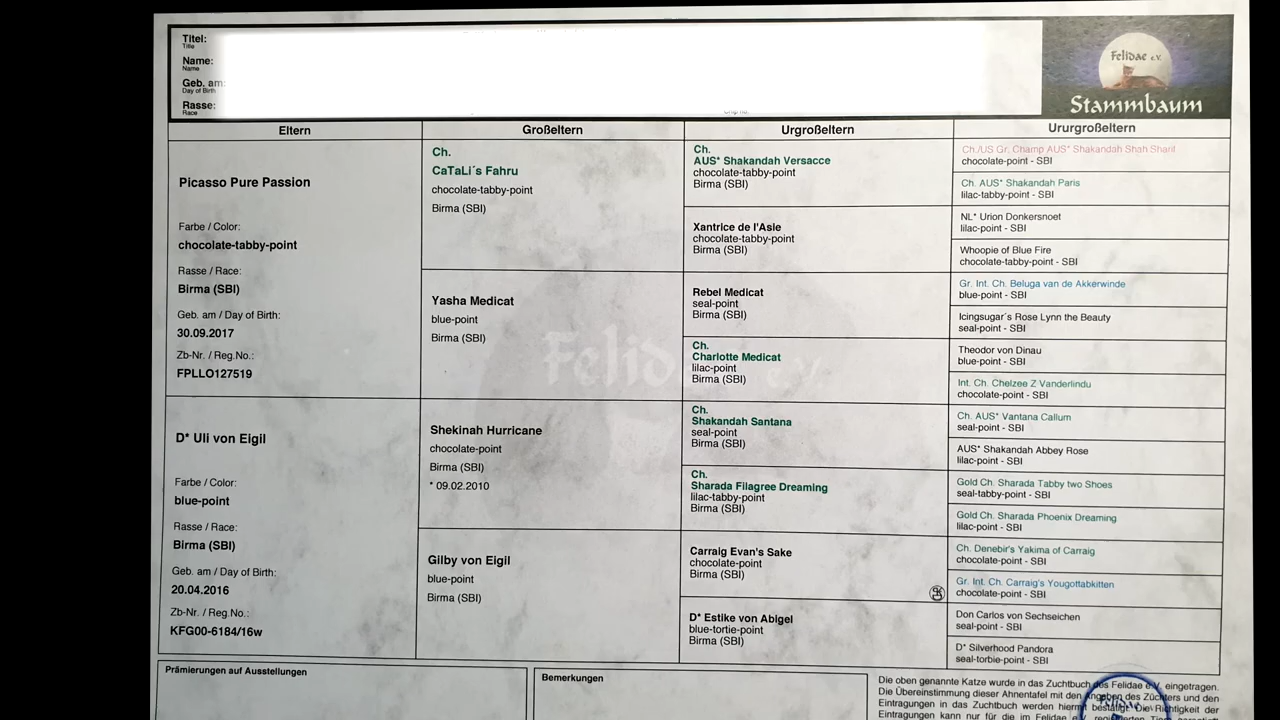 Titel:
Title
Name:
Name
Geb. am:
Day of Birth
Rasse:
Race
Felidae e.V.
Stammbaum
Eltern
Großeltern
Urgroßeltern
Ururgroßeltern
Picasso Pure Passion
Farbe / Color:
chocolate-tabby-point
Rasse / Race:
Birma (SBI)
Geb. am / Day of Birth:
30.09.2017
Zb-Nr. / Reg.No.:
FPLLO127519
D* Uli von Eigil
Farbe / Color:
blue-point
Rasse / Race:
Birma (SBI)
Geb. am / Day of Birth:
20.04.2016
Zb-Nr. / Reg.No.:
KFG00-6184/16w
Ch.
CaTaLi´s Fahru
chocolate-tabby-point
Birma (SBI)
Yasha Medicat
blue-point
Birma (SBI)
Shekinah Hurricane
chocolate-point
Birma (SBI)
* 09.02.2010
Gilby von Eigil
blue-point
Birma (SBI)
Ch.
AUS* Shakandah Versacce
chocolate-tabby-point
Birma (SBI)
Xantrice de l'Asle
chocolate-tabby-point
Birma (SBI)
Rebel Medicat
seal-point
Birma (SBI)
Ch.
Charlotte Medicat
lilac-point
Birma (SBI)
Ch.
Shakandah Santana
seal-point
Birma (SBI)
Ch.
Sharada Filagree Dreaming
lilac-tabby-point
Birma (SBI)
Carraig Evan's Sake
chocolate-point
Birma (SBI)
D* Estike von Abigel
blue-tortie-point
Birma (SBI)
Ch./US Gr. Champ AUS* Shakandah Shah Sharif
chocolate-point - SBI
Ch. AUS* Shakandah Paris
lilac-tabby-point - SBI
NL* Urion Donkersnoet
lilac-point - SBI
Whoopie of Blue Fire
chocolate-tabby-point - SBI
Gr. Int. Ch. Beluga van de Akkerwinde
blue-point - SBI
Icingsugar´s Rose Lynn the Beauty
seal-point - SBI
Theodor von Dinau
blue-point - SBI
Int. Ch. Chelzee Z Vanderlindu
chocolate-point - SBI
Ch. AUS* Vantana Callum
seal-point - SBI
AUS* Shakandah Abbey Rose
lilac-point - SBI
Gold Ch. Sharada Tabby two Shoes
seal-tabby-point - SBI
Gold Ch. Sharada Phoenix Dreaming
lilac-point - SBI
Ch. Denebir's Yakima of Carraig
chocolate-point - SBI
Gr. Int. Ch. Carraig's Yougottabkitten
chocolate-point - SBI
Don Carlos von Sechseichen
seal-point - SBI
D* Silverhood Pandora
seal-torbie-point - SBI
Felidae e.V.
Prämierungen auf Ausstellungen
Bemerkungen
Die oben genannte Katze wurde in das Zuchtbuch des Felidae e.V. eingetragen.
Die Übereinstimmung dieser Ahnentafel mit den Angaben des Züchters und den
Eintragungen in das Zuchtbuch werden hiermit bestätigt. Die Richtigkeit der
Eintragungen kann nur für die im Felidae
Felidae